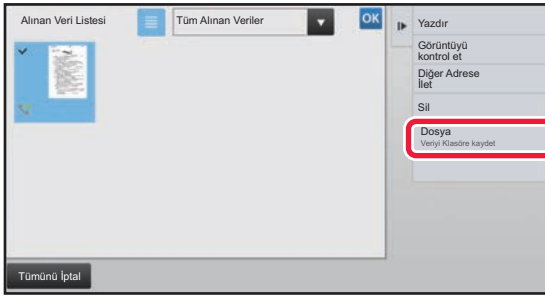 Alınan Veri Listesi
Tüm Alınan Veriler
OK
Yazdır
Görüntüyü
kontrol et
Diğer Adrese
İlet
Sil
Dosya
Veriyi Klasöre kaydet
Tümünü İptal